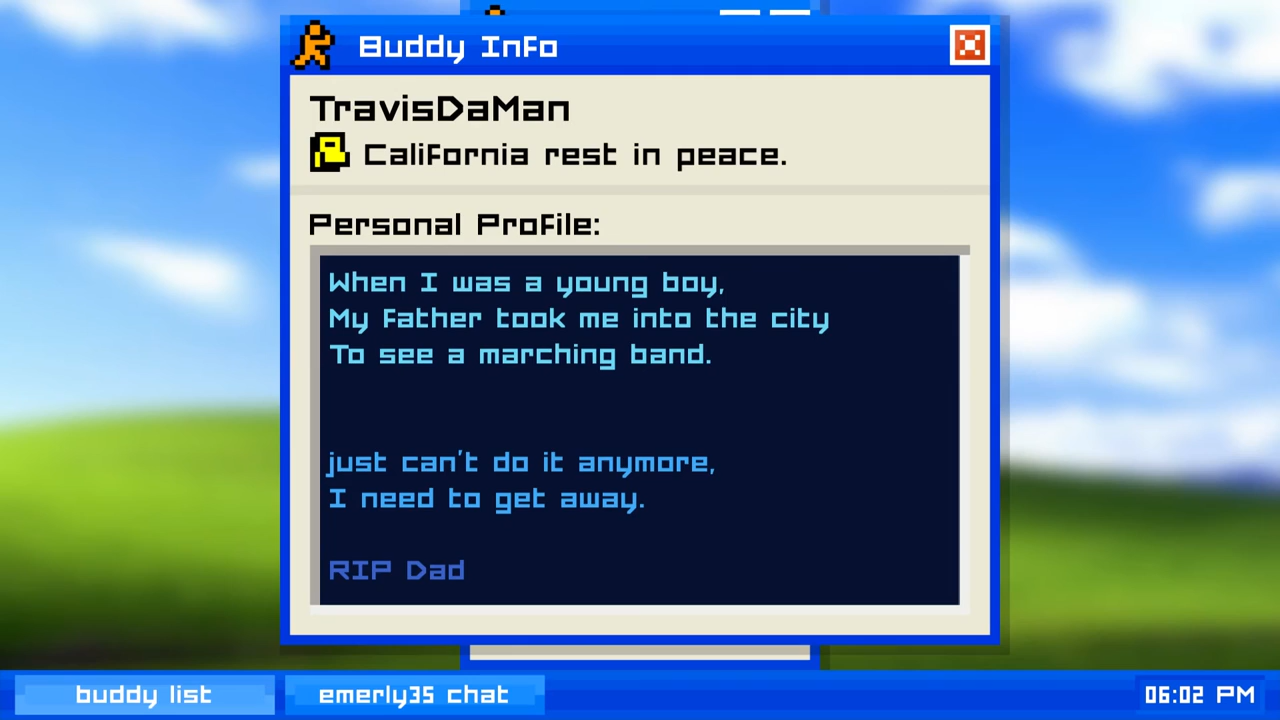 Buddy Info
TravisDaMan
California rest in peace.
Personal Profile:
When I was a young boy,
My father took me into the city
To see a marching band.
just can't do it anymore,
I need to get away.
RIP Dad
buddy list
emerly35 chat
06:02 PM